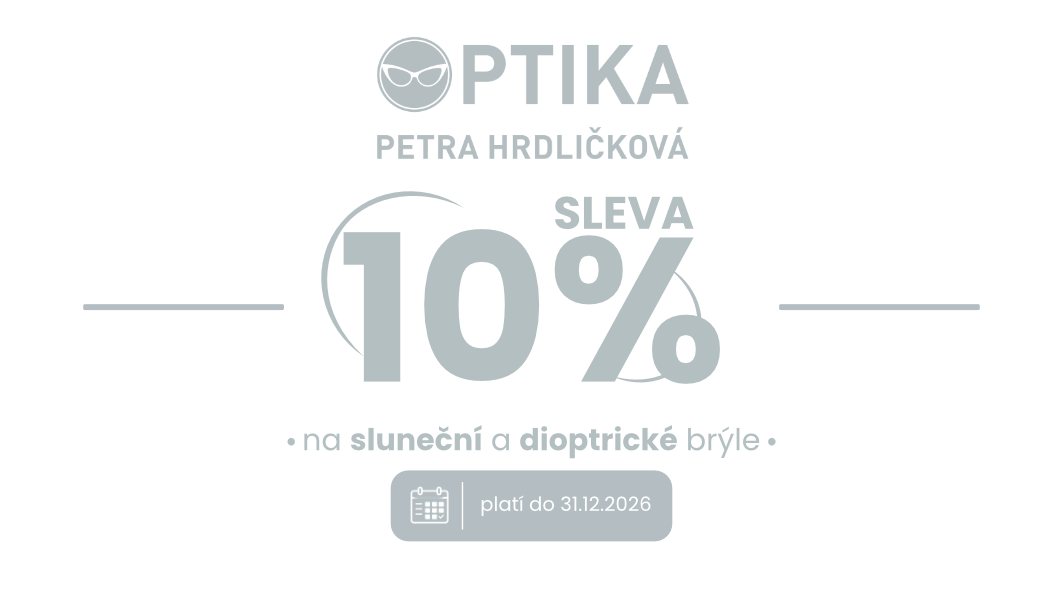 OPTIKA
PETRA HRDLIČKOVÁ
SLEVA
10%
• na sluneční a dioptrické brýle •
platí do 31.12.2026